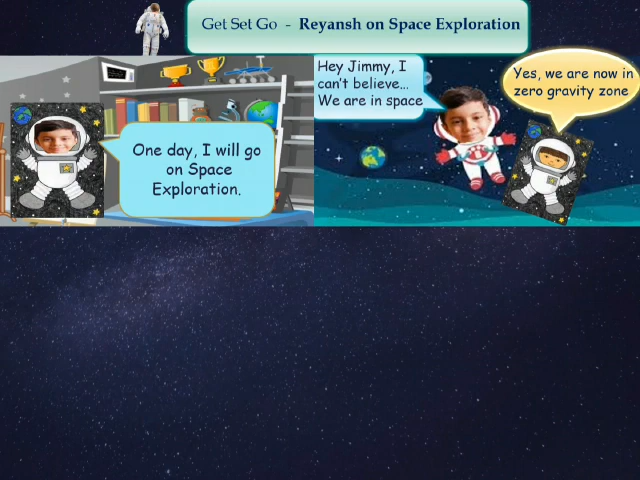 Get Set Go - Reyansh on Space Exploration
One day, I will go
on Space
Exploration.
Hey Jimmy, I
can't believe...
We are in space
Yes, we are now in
zero gravity zone